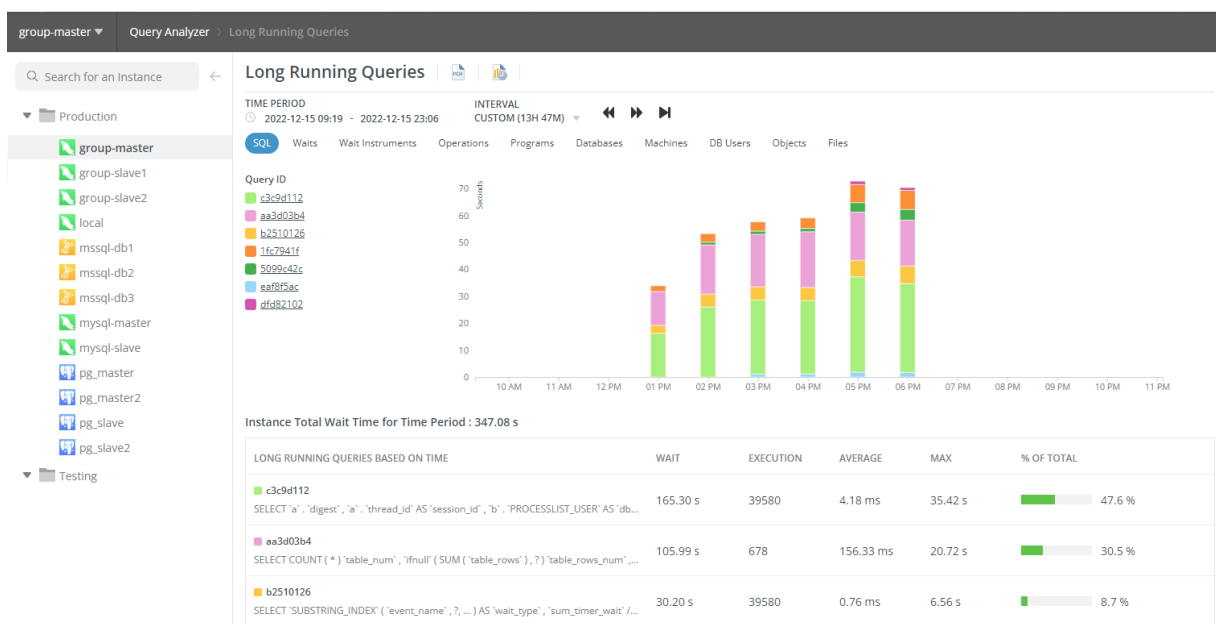 group-master
Query Analyzer > Long Running Queries
Search for an Instance
Production
group-master
group-slave1
group-slave2
local
mssql-db1
mssql-db2
mssql-db3
mysql-master
mysql-slave
pg_master
pg_master2
pg_slave
pg_slave2
Testing
Long Running Queries
PDF
TIME PERIOD
2022-12-15 09:19 - 2022-12-15 23:06
INTERVAL
CUSTOM (13H 47M)
SQL Waits Wait Instruments Operations Programs Databases Machines DB Users Objects Files
Query ID
c3c9d112
aa3d03b4
b2510126
1fc7941f
5099c42c
eaf8f5ac
dfd82102
Seconds
70
60
50
40
30
20
10
0
10 AM 11 AM 12 PM 01 PM 02 PM 03 PM 04 PM 05 PM 06 PM 07 PM 08 PM 09 PM 10 PM 11 PM
Instance Total Wait Time for Time Period : 347.08 s
LONG RUNNING QUERIES BASED ON TIME WAIT EXECUTION AVERAGE MAX % OF TOTAL
c3c9d112
SELECT `a` . `digest` , `a` . `thread_id` AS `session_id` , `b` . `PROCESSLIST_USER` AS `db...
165.30 s 39580 4.18 ms 35.42 s 47.6 %
aa3d03b4
SELECT COUNT ( * ) `table_num` , `ifnull` ( SUM ( `table_rows` ) , ? ) `table_rows_num` ,...
105.99 s 678 156.33 ms 20.72 s 30.5 %
b2510126
SELECT `SUBSTRING_INDEX` ( `event_name` , ?, ... ) AS `wait_type` , `sum_timer_wait` /...
30.20 s 39580 0.76 ms 6.56 s 8.7 %